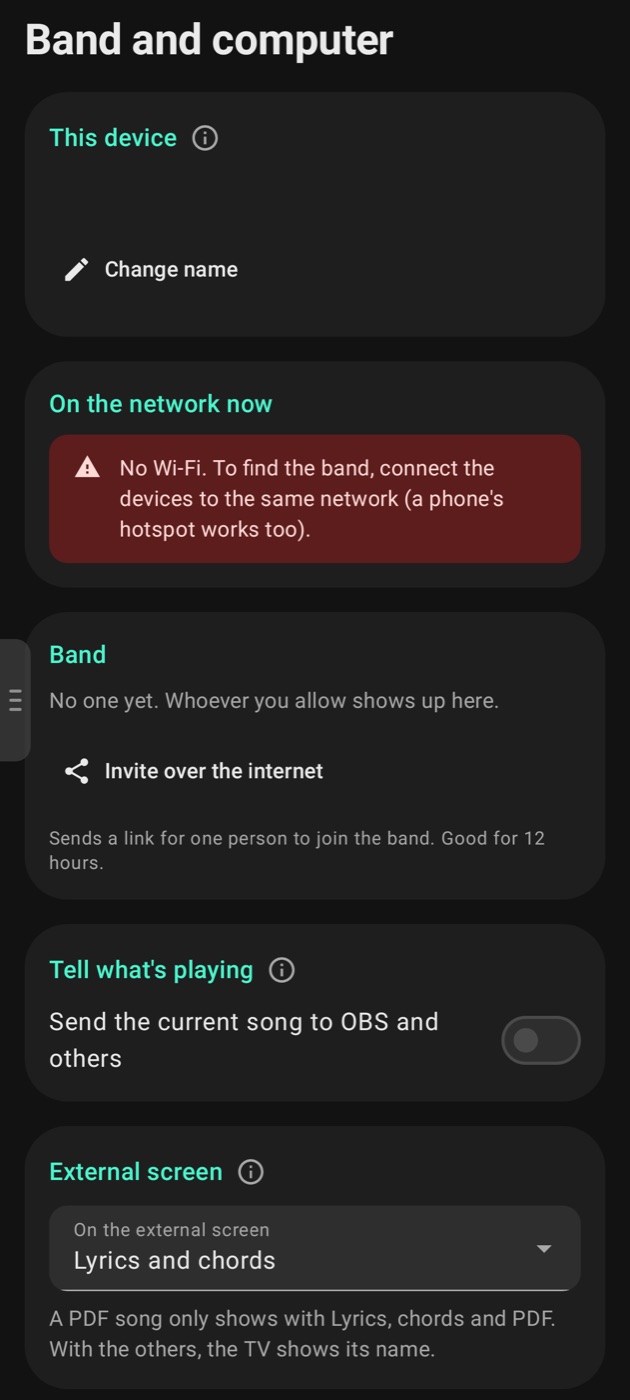 Band and computer
This device
Change name
On the network now
No Wi-Fi. To find the band, connect the
devices to the same network (a phone's
hotspot works too).
Band
No one yet. Whoever you allow shows up here.
Invite over the internet
Sends a link for one person to join the band. Good for 12
hours.
Tell what's playing
Send the current song to OBS and
others
External screen
On the external screen
Lyrics and chords
A PDF song only shows with Lyrics, chords and PDF.
With the others, the TV shows its name.